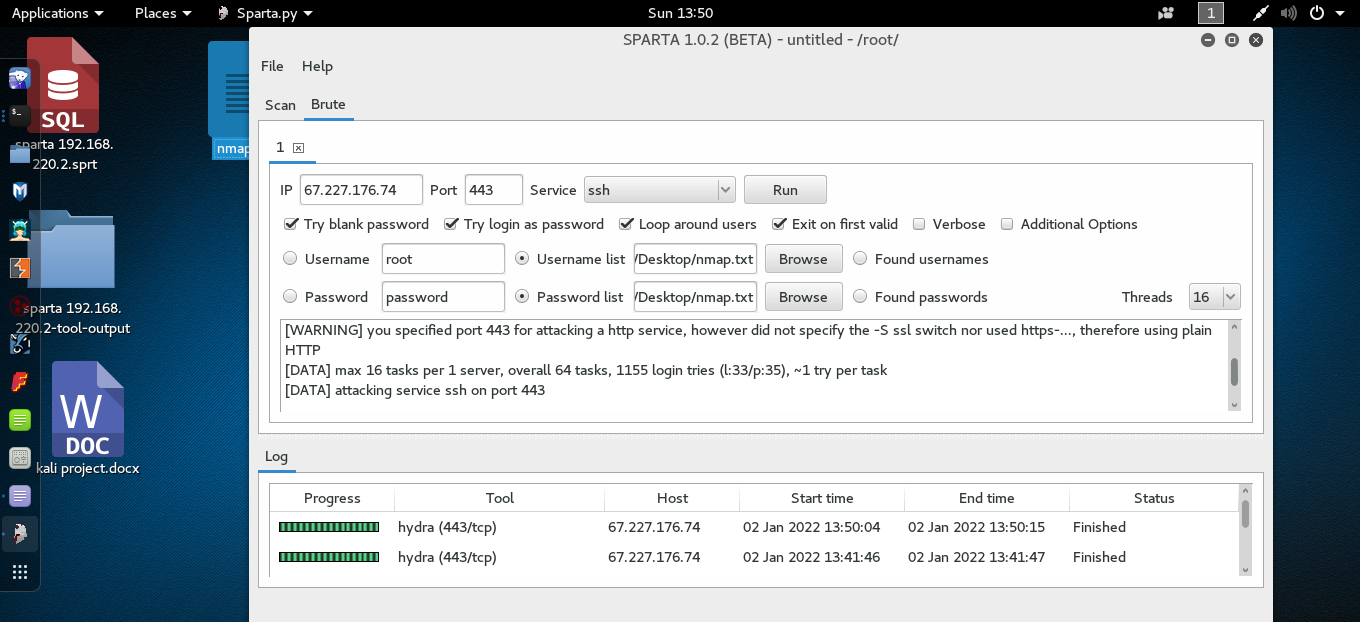 Applications Places Sparta.py Sun 13:50 1
SPARTA 1.0.2 (BETA) - untitled - /root/
File Help
Scan Brute
1
IP 67.227.176.74 Port 443 Service ssh Run
Try blank password Try login as password Loop around users Exit on first valid Verbose Additional Options
Username root Username list /Desktop/nmap.txt Browse Found usernames
Password password Password list /Desktop/nmap.txt Browse Found passwords Threads 16
[WARNING] you specified port 443 for attacking a http service, however did not specify the -S ssl switch nor used https-..., therefore using plain
HTTP
[DATA] max 16 tasks per 1 server, overall 64 tasks, 1155 login tries (l:33/p:35), ~1 try per task
[DATA] attacking service ssh on port 443
Log
Progress Tool Host Start time End time Status
hydra (443/tcp) 67.227.176.74 02 Jan 2022 13:50:04 02 Jan 2022 13:50:15 Finished
hydra (443/tcp) 67.227.176.74 02 Jan 2022 13:41:46 02 Jan 2022 13:41:47 Finished
SQL
sparta 192.168.
220.2.sprt
nmap
sparta 192.168.
220.2-tool-output
W
DOC
kali project.docx